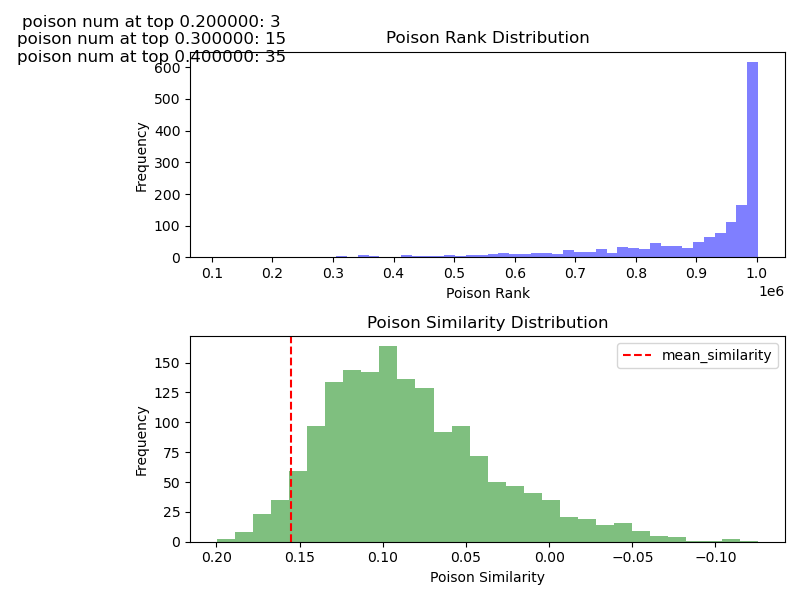 poison num at top 0.200000: 3
poison num at top 0.300000: 15
poison num at top 0.400000: 35
Poison Rank Distribution
Frequency
600
500
400
300
200
100
0
0.1 0.2 0.3 0.4 0.5 0.6 0.7 0.8 0.9 1.0
1e6
Poison Rank
Poison Similarity Distribution
mean_similarity
Frequency
150
125
100
75
50
25
0
0.20 0.15 0.10 0.05 0.00 −0.05 −0.10
Poison Similarity